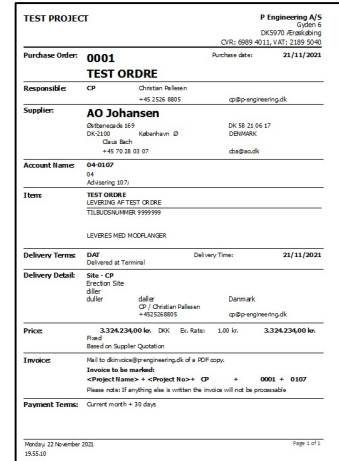 TEST PROJECT
P Engineering A/S
Gyden 6
DK5970 Ærøskøbing
CVR: 6989 4011, VAT: 2189 5040
Purchase Order: 0001 Purchase date: 21/11/2021
TEST ORDRE
Responsible: CP Christian Pallesen
+45 2526 8805 cp@p-engineering.dk
Supplier: AO Johansen
Østbanegade 169 DK 58 21 06 17
DK-2100 København Ø DENMARK
Claus Bach
+45 70 28 03 07 cba@ao.dk
Account Name: 04-0107
04
Advisering 107)
Item: TEST ORDRE
LEVERING AF TEST ORDRE
TILBUDSNUMMER 9999999
LEVERES MED MODFLANGER
Delivery Terms: DAT Delivery Time: 21/11/2021
Delivered at Terminal
Delivery Detail: Site - CP
Erection Site
diller
duller daller Danmark
CP / Christian Pallesen
+4525268805 cp@p-engineering.dk
Price: 3.324.234,00 kr. DKK Ex. Rate: 1,00 kr. 3.324.234,00 kr.
Fixed
Based on Supplier Quotation
Invoice: Mail to dkinvoice@p-engineering.dk of a PDF copy.
Invoice to be marked:
<Project Name> + <Project No>+ CP + 0001 + 0107
Please note: If anything else is written the invoice will not be processable
Payment Terms: Current month + 30 days
Monday: 22 November 2021 Page 1 of 1
19.55.10